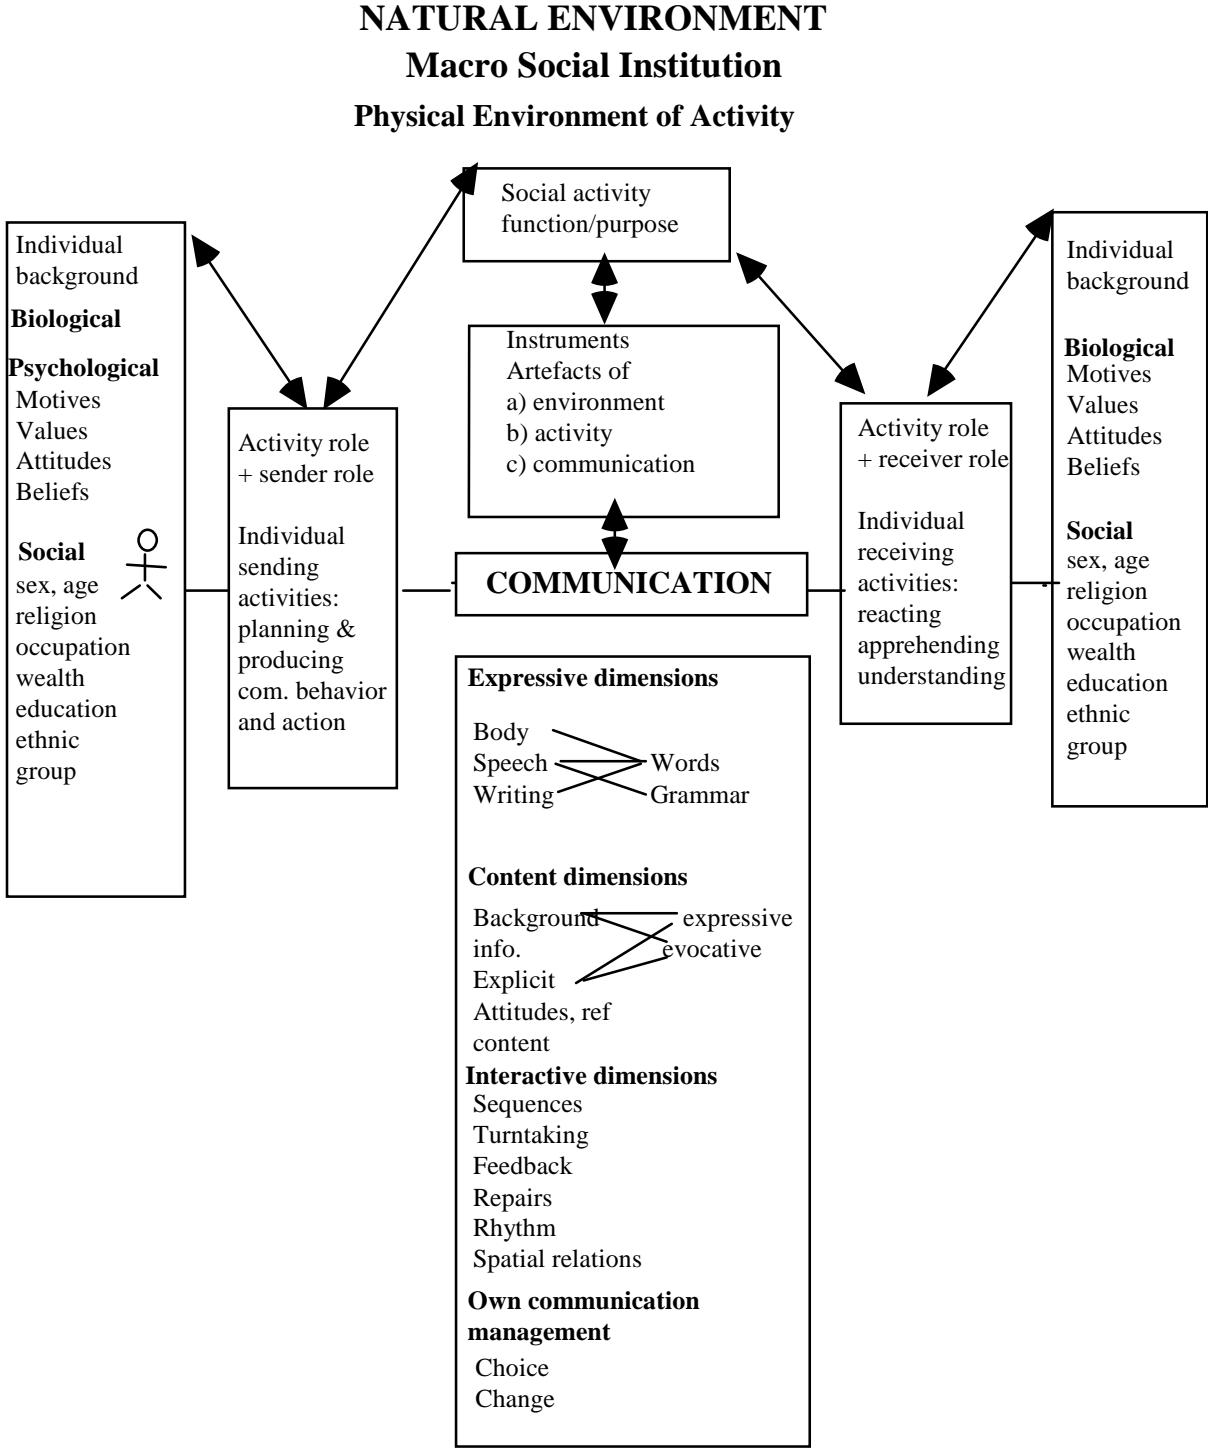 NATURAL ENVIRONMENT
Macro Social Institution
Physical Environment of Activity
Social activity
function/purpose
Individual
background
Biological
Psychological
Motives
Values
Attitudes
Beliefs
Social
sex, age
religion
occupation
wealth
education
ethnic
group
Activity role
+ sender role
Individual
sending
activities:
planning &
producing
com. behavior
and action
Instruments
Artefacts of
a) environment
b) activity
c) communication
COMMUNICATION
Activity role
+ receiver role
Individual
receiving
activities:
reacting
apprehending
understanding
Individual
background
Biological
Motives
Values
Attitudes
Beliefs
Social
sex, age
religion
occupation
wealth
education
ethnic
group
Expressive dimensions
Body
Speech Words
Writing Grammar
Content dimensions
Background expressive
info. evocative
Explicit
Attitudes, ref
content
Interactive dimensions
Sequences
Turntaking
Feedback
Repairs
Rhythm
Spatial relations
Own communication
management
Choice
Change